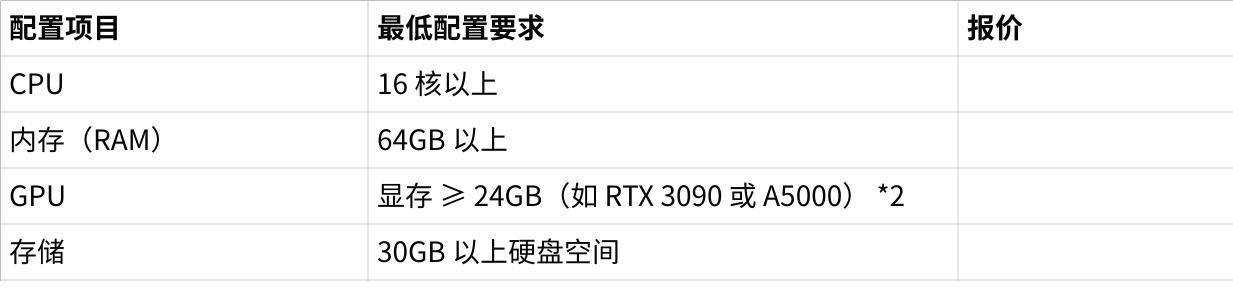 配置项目 最低配置要求 报价
CPU 16 核以上
内存（RAM） 64GB 以上
GPU 显存 ≥ 24GB（如 RTX 3090 或 A5000） *2
存储 30GB 以上硬盘空间